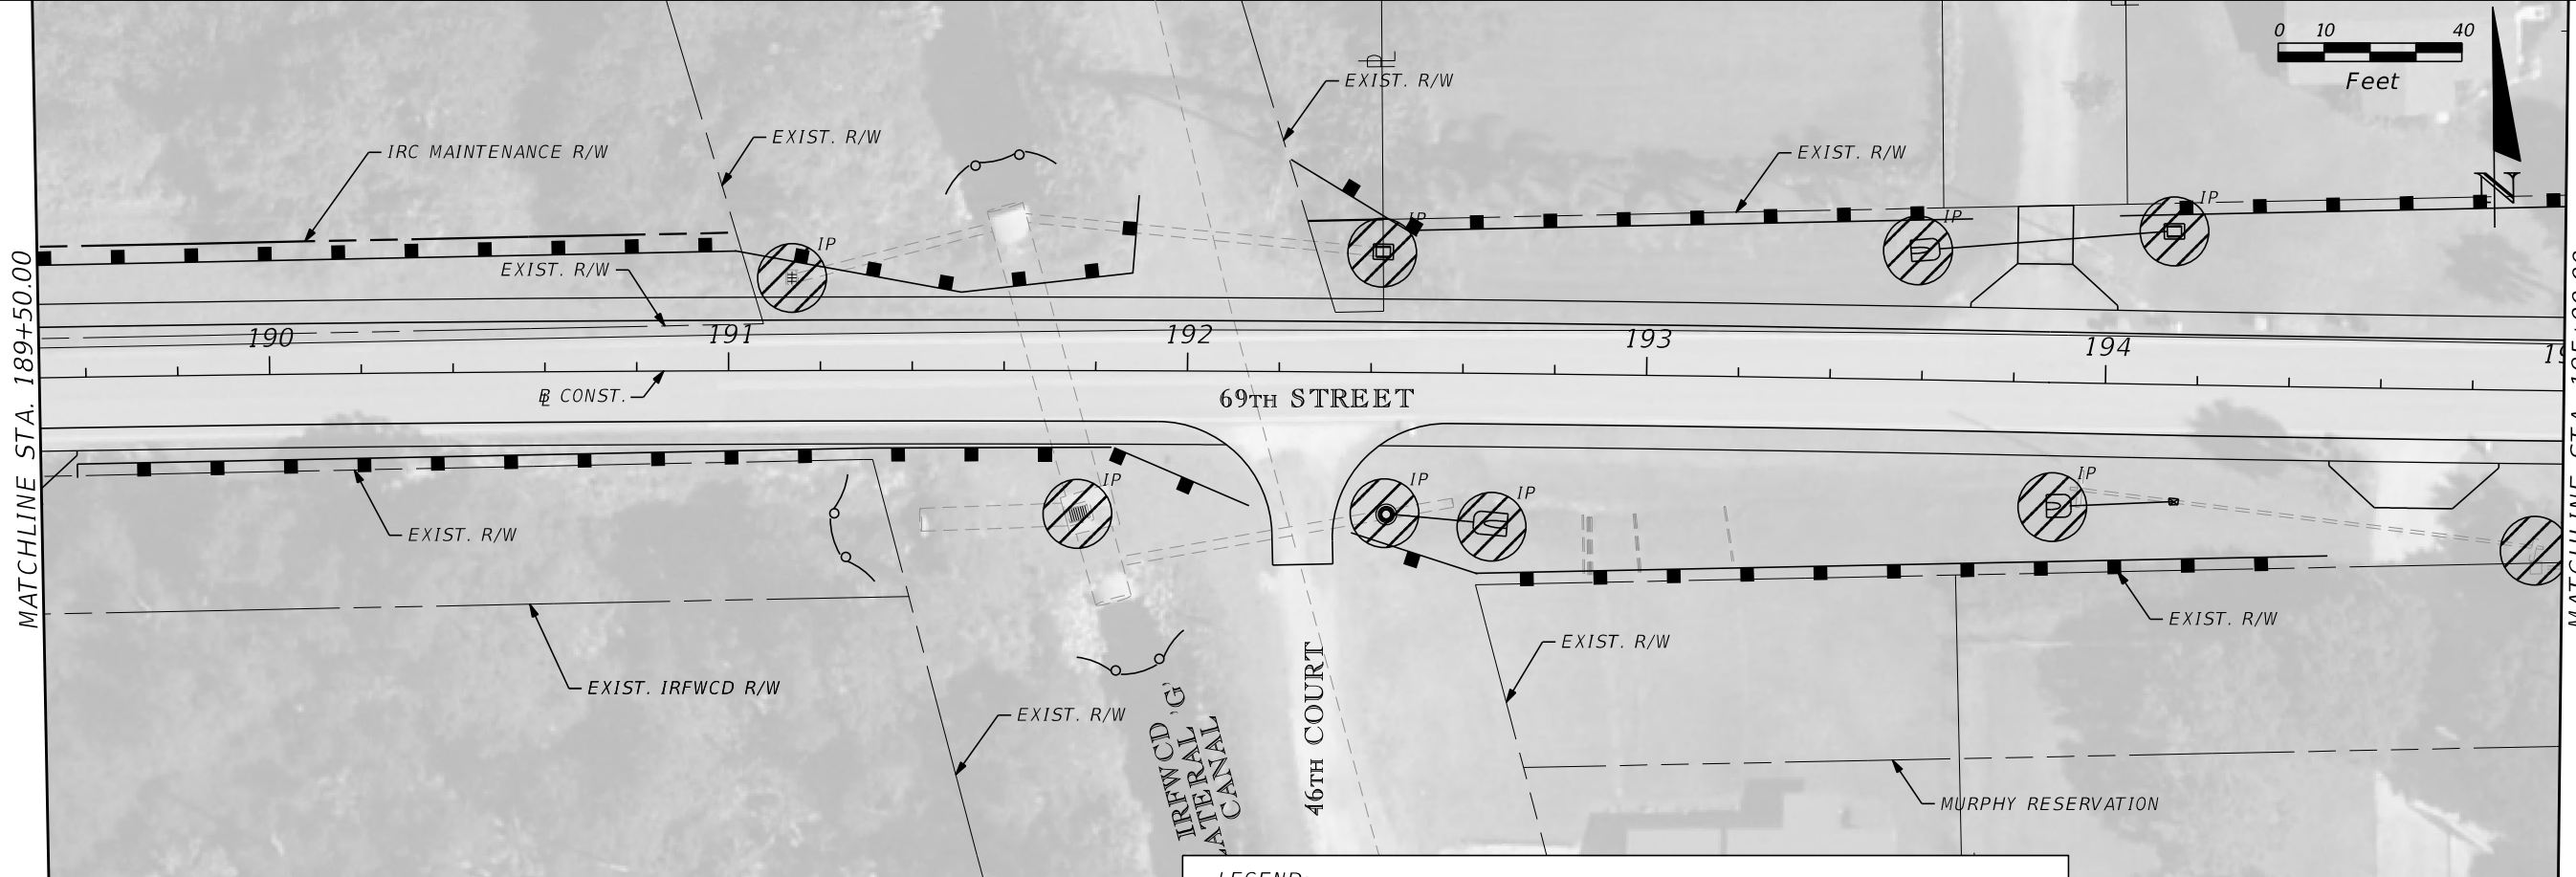 0 10 40
Feet
EXIST. R/W
EXIST. R/W
IRC MAINTENANCE R/W
EXIST. R/W
N
IP
IP
IP
IP
EXIST. R/W
MATCHLINE STA. 189+50.00
190
191
192
193
194
BL CONST.
69TH STREET
IP
IP
IP
IP
EXIST. R/W
EXIST. R/W
EXIST. R/W
EXIST. IRFWCD R/W
EXIST. R/W
IRFWCD
LATERAL 'G'
CANAL
46TH COURT
MURPHY RESERVATION